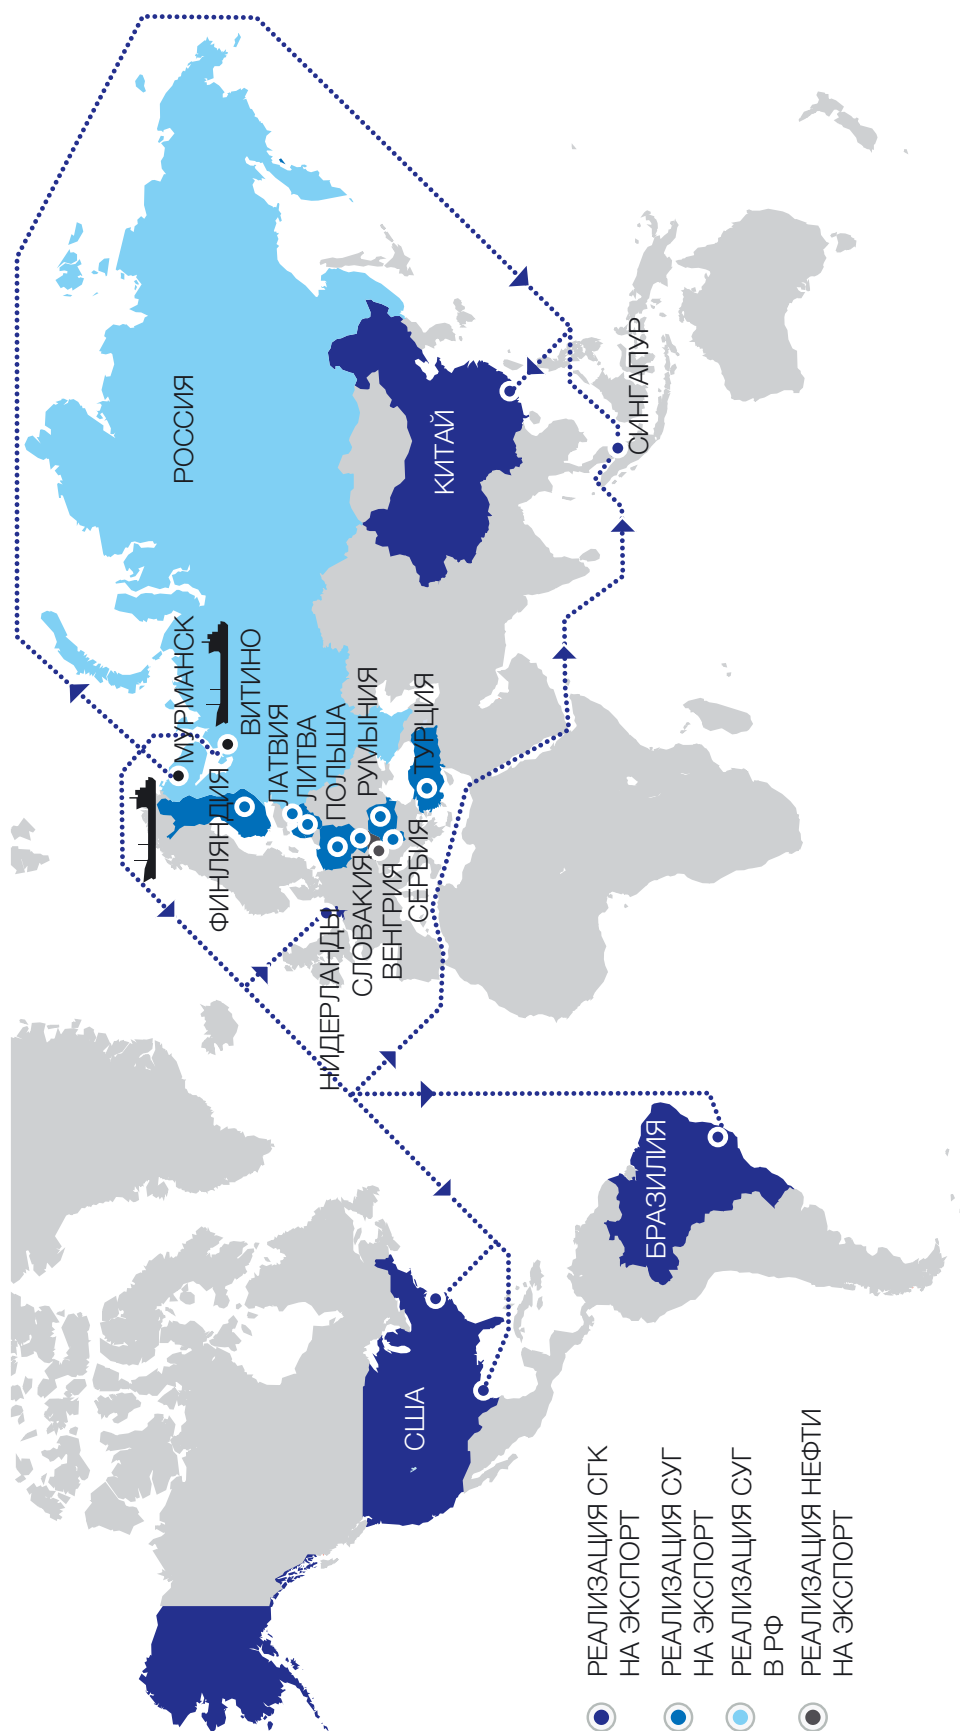 РОССИЯ
МУРМАНСК
ВИТИНО
ФИНЛЯНДИЯ
ЛАТВИЯ
ЛИТВА
ПОЛЬША
РУМЫНИЯ
ТУРЦИЯ
НИДЕРЛАНДЫ
СЛОВАКИЯ
ВЕНГРИЯ
СЕРБИЯ
КИТАЙ
СИНГАПУР
США
БРАЗИЛИЯ
РЕАЛИЗАЦИЯ СГК
НА ЭКСПОРТ
РЕАЛИЗАЦИЯ СУГ
НА ЭКСПОРТ
РЕАЛИЗАЦИЯ СУГ
В РФ
РЕАЛИЗАЦИЯ НЕФТИ
НА ЭКСПОРТ